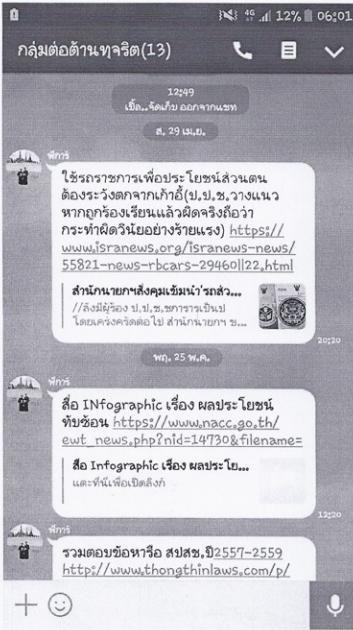 4G 12% 06:01
กลุ่มต่อต้านทุจริต(13)
12:49
เปิ้ล..จัดเก็บ ออกจากแชท
ส. 29 เม.ย.
พีการ์
ใช้รถราชการเพื่อประโยชน์ส่วนตน
ต้องระวังตกจากเก้าอี้(ป.ป.ช.วางแนว
หากถูกร้องเรียนแล้วผิดจริงถือว่า
กระทำผิดวินัยอย่างร้ายแรง) https://
www.isranews.org/isranews-news/
55821-news-rbcars-29460ll22.html
สำนักนายกฯสั่งคุมเข้มนำ'รถส่ว...
//ลังมีผู้ร้อง ป.ป.ช.ชการารเป็นป
โดยเคร่งครัดต่อไป สำนักนายกฯ ข...
20:20
พฤ. 25 พ.ค.
พีการ์
สื่อ INfographic เรื่อง ผลประโยชน์
ทับซ้อน https://www.nacc.go.th/
ewt_news.php?nid=14730&filename=
สื่อ Infographic เรื่อง ผลประโย...
แตะที่นี่เพื่อเปิดลิงก์
12:20
พีการ์
รวมตอบข้อหารือ สปสช.ปี2557-2559
http://www.thongthinlaws.com/p/